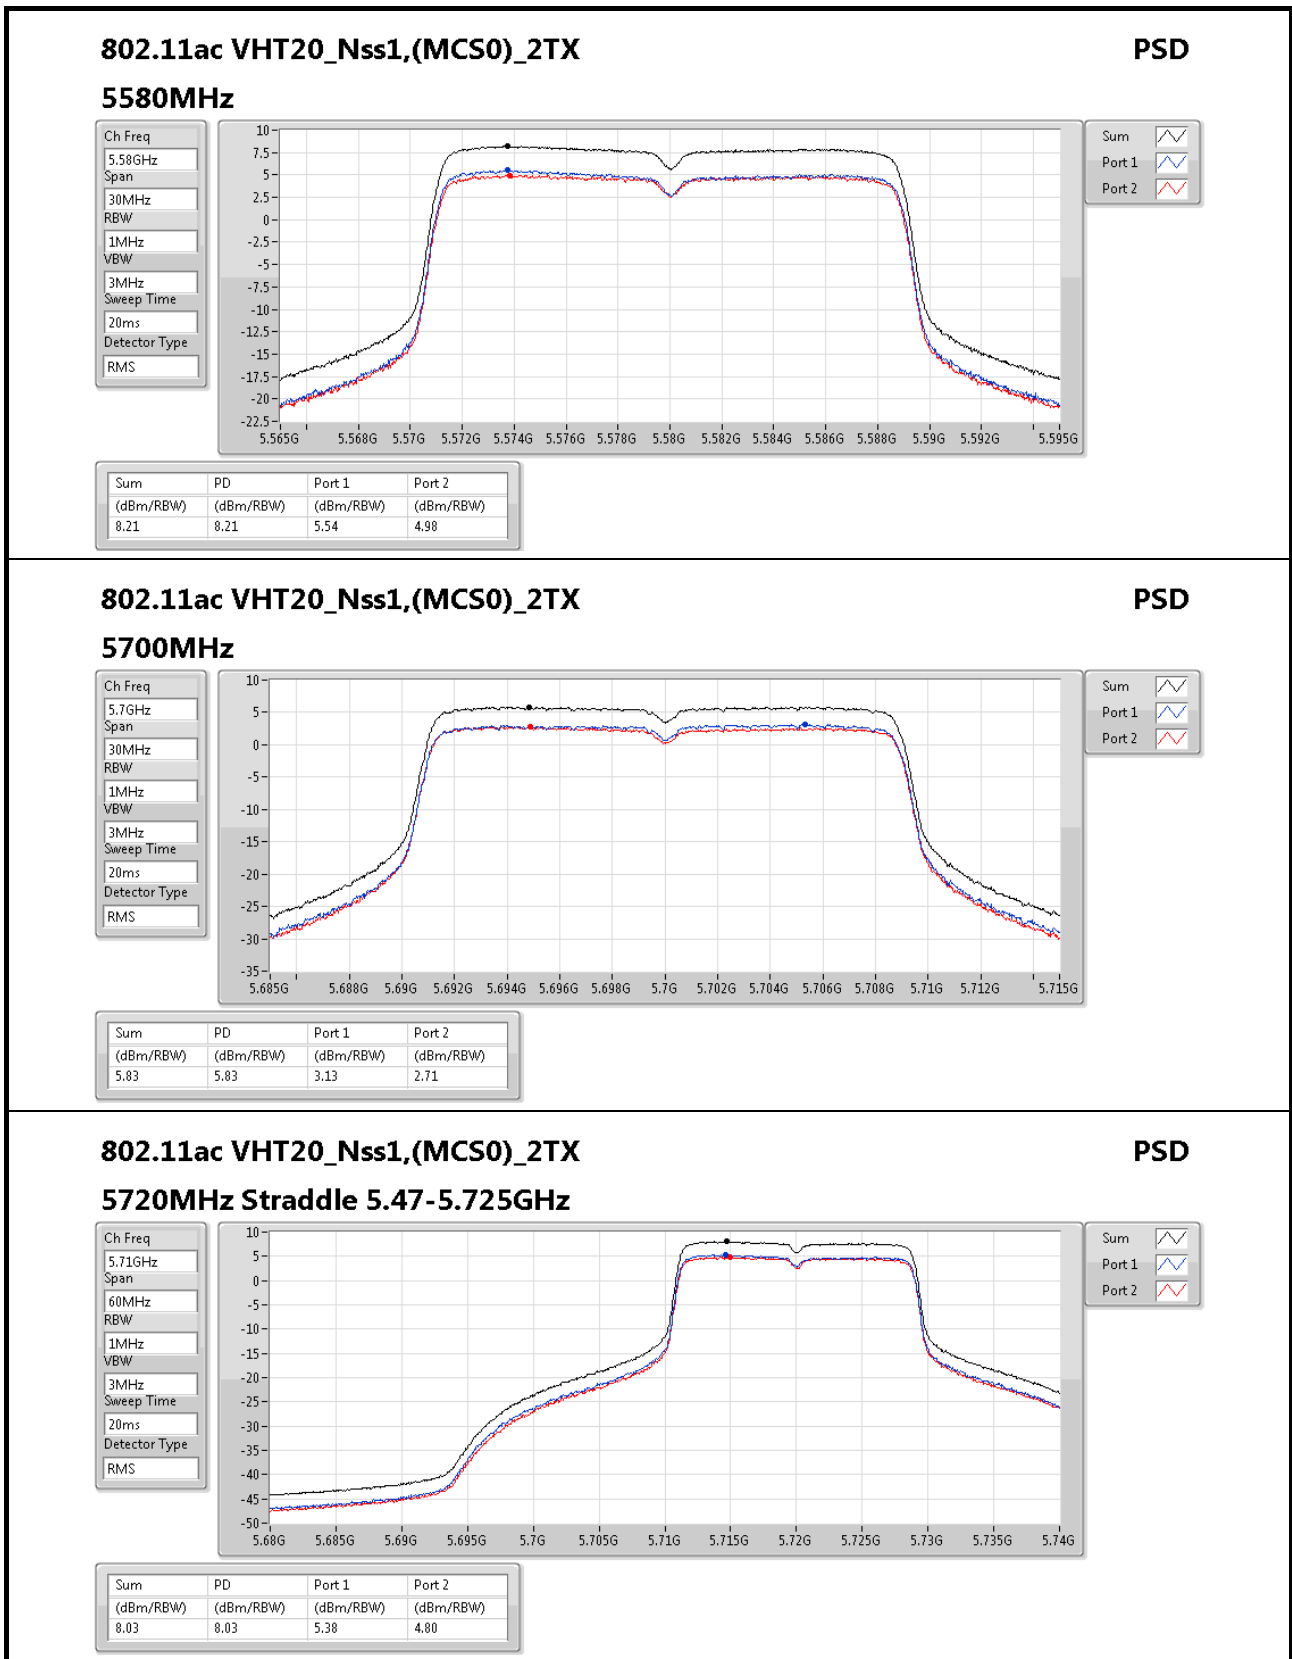 802.11ac VHT20_Nss1,(MCS0)_2TX PSD
5580MHz
Ch Freq
5.58GHz
Span
30MHz
RBW
1MHz
VBW
3MHz
Sweep Time
20ms
Detector Type
RMS
10
7.5
5
2.5
0
-2.5
-5
-7.5
-10
-12.5
-15
-17.5
-20
-22.5
5.565G 5.568G 5.57G 5.572G 5.574G 5.576G 5.578G 5.58G 5.582G 5.584G 5.586G 5.588G 5.59G 5.592G 5.595G
Sum
Port 1
Port 2
Sum PD Port 1 Port 2
(dBm/RBW) (dBm/RBW) (dBm/RBW) (dBm/RBW)
8.21 8.21 5.54 4.98
802.11ac VHT20_Nss1,(MCS0)_2TX PSD
5700MHz
Ch Freq
5.7GHz
Span
30MHz
RBW
1MHz
VBW
3MHz
Sweep Time
20ms
Detector Type
RMS
10
5
0
-5
-10
-15
-20
-25
-30
-35
5.685G 5.688G 5.69G 5.692G 5.694G 5.696G 5.698G 5.7G 5.702G 5.704G 5.706G 5.708G 5.71G 5.712G 5.715G
Sum
Port 1
Port 2
Sum PD Port 1 Port 2
(dBm/RBW) (dBm/RBW) (dBm/RBW) (dBm/RBW)
5.83 5.83 3.13 2.71
802.11ac VHT20_Nss1,(MCS0)_2TX PSD
5720MHz Straddle 5.47-5.725GHz
Ch Freq
5.71GHz
Span
60MHz
RBW
1MHz
VBW
3MHz
Sweep Time
20ms
Detector Type
RMS
10
5
0
-5
-10
-15
-20
-25
-30
-35
-40
-45
-50
5.68G 5.685G 5.69G 5.695G 5.7G 5.705G 5.71G 5.715G 5.72G 5.725G 5.73G 5.735G 5.74G
Sum
Port 1
Port 2
Sum PD Port 1 Port 2
(dBm/RBW) (dBm/RBW) (dBm/RBW) (dBm/RBW)
8.03 8.03 5.38 4.80